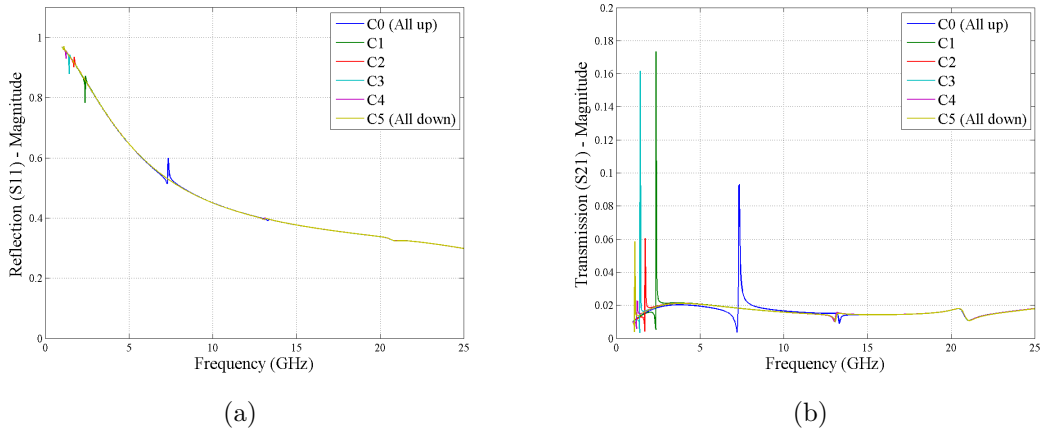 C0 (All up)
C1
C2
C3
C4
C5 (All down)
Reflection (S11) - Magnitude
1
0.8
0.6
0.4
0.2
0
0 5 10 15 20 25
Frequency (GHz)
(a)
C0 (All up)
C1
C2
C3
C4
C5 (All down)
Transmission (S21) - Magnitude
0.2
0.18
0.16
0.14
0.12
0.1
0.08
0.06
0.04
0.02
0
0 5 10 15 20 25
Frequency (GHz)
(b)